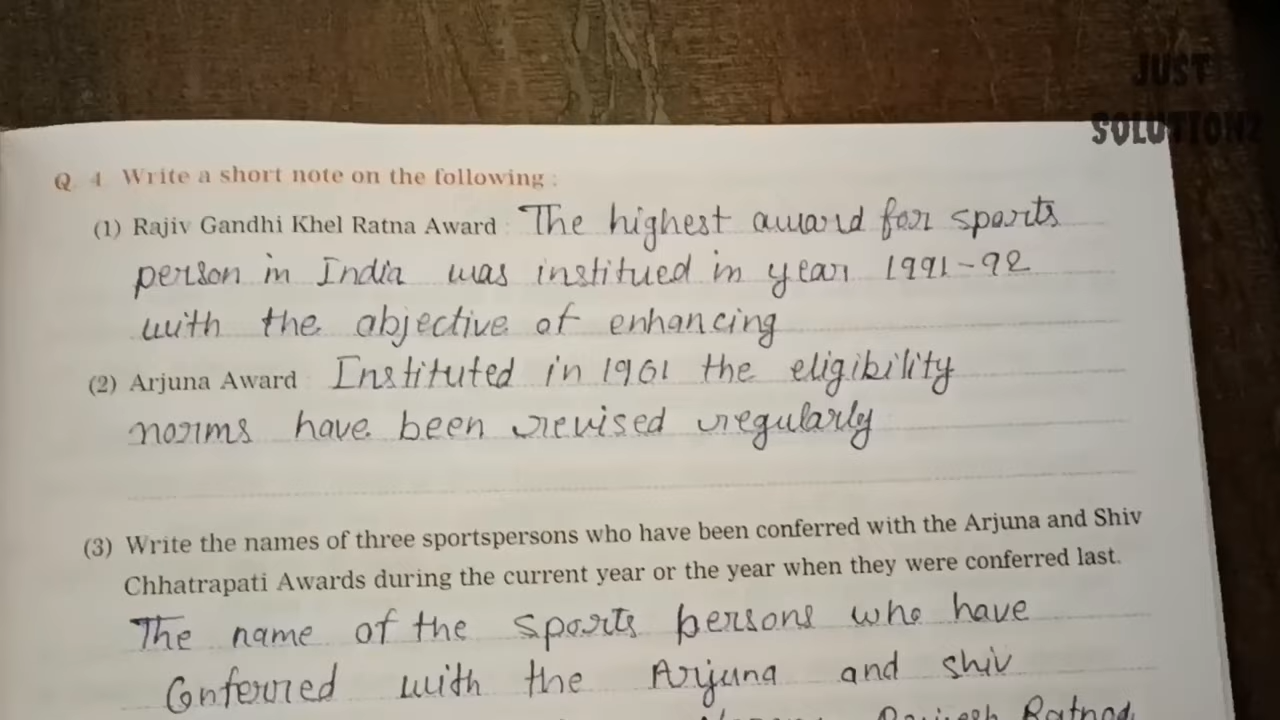 JUST
SOLUTIONZ
Q. 4 Write a short note on the following :
(1) Rajiv Gandhi Khel Ratna Award : The highest award for sports
person in India was institued in year 1991-92
with the abjective of enhancing
(2) Arjuna Award Instituted in 1961 the eligibility
norms have been revised regularly
(3) Write the names of three sportspersons who have been conferred with the Arjuna and Shiv
Chhatrapati Awards during the current year or the year when they were conferred last.
The name of the sports persons who have
Conferred with the Arjuna and shiv